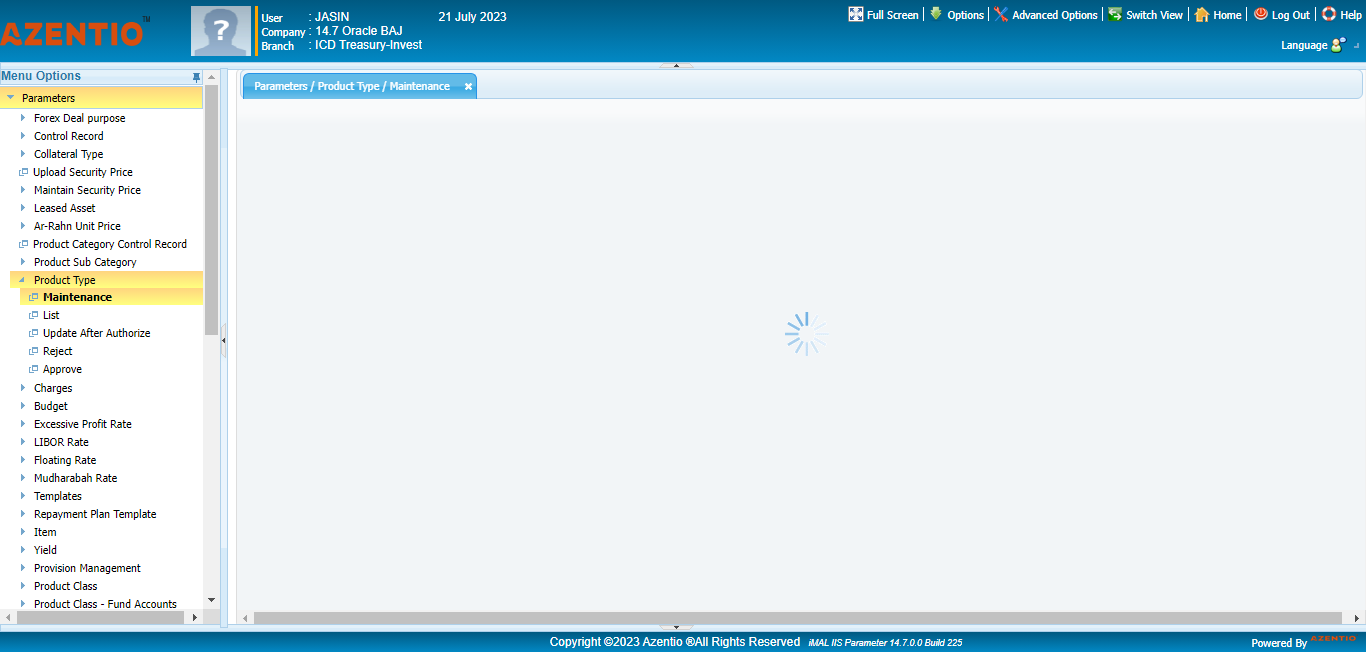 AZENTIO™
?
User : JASIN 21 July 2023
Company : 14.7 Oracle BAJ
Branch : ICD Treasury-Invest
Full Screen Options Advanced Options Switch View Home Log Out Help
Language
Menu Options
Parameters / Product Type / Maintenance
Parameters
Forex Deal purpose
Control Record
Collateral Type
Upload Security Price
Maintain Security Price
Leased Asset
Ar-Rahn Unit Price
Product Category Control Record
Product Sub Category
Product Type
Maintenance
List
Update After Authorize
Reject
Approve
Charges
Budget
Excessive Profit Rate
LIBOR Rate
Floating Rate
Mudharabah Rate
Templates
Repayment Plan Template
Item
Yield
Provision Management
Product Class
Product Class - Fund Accounts
Copyright ©2023 Azentio ®All Rights Reserved iMAL IIS Parameter 14.7.0.0 Build 225
Powered By AZENTIO